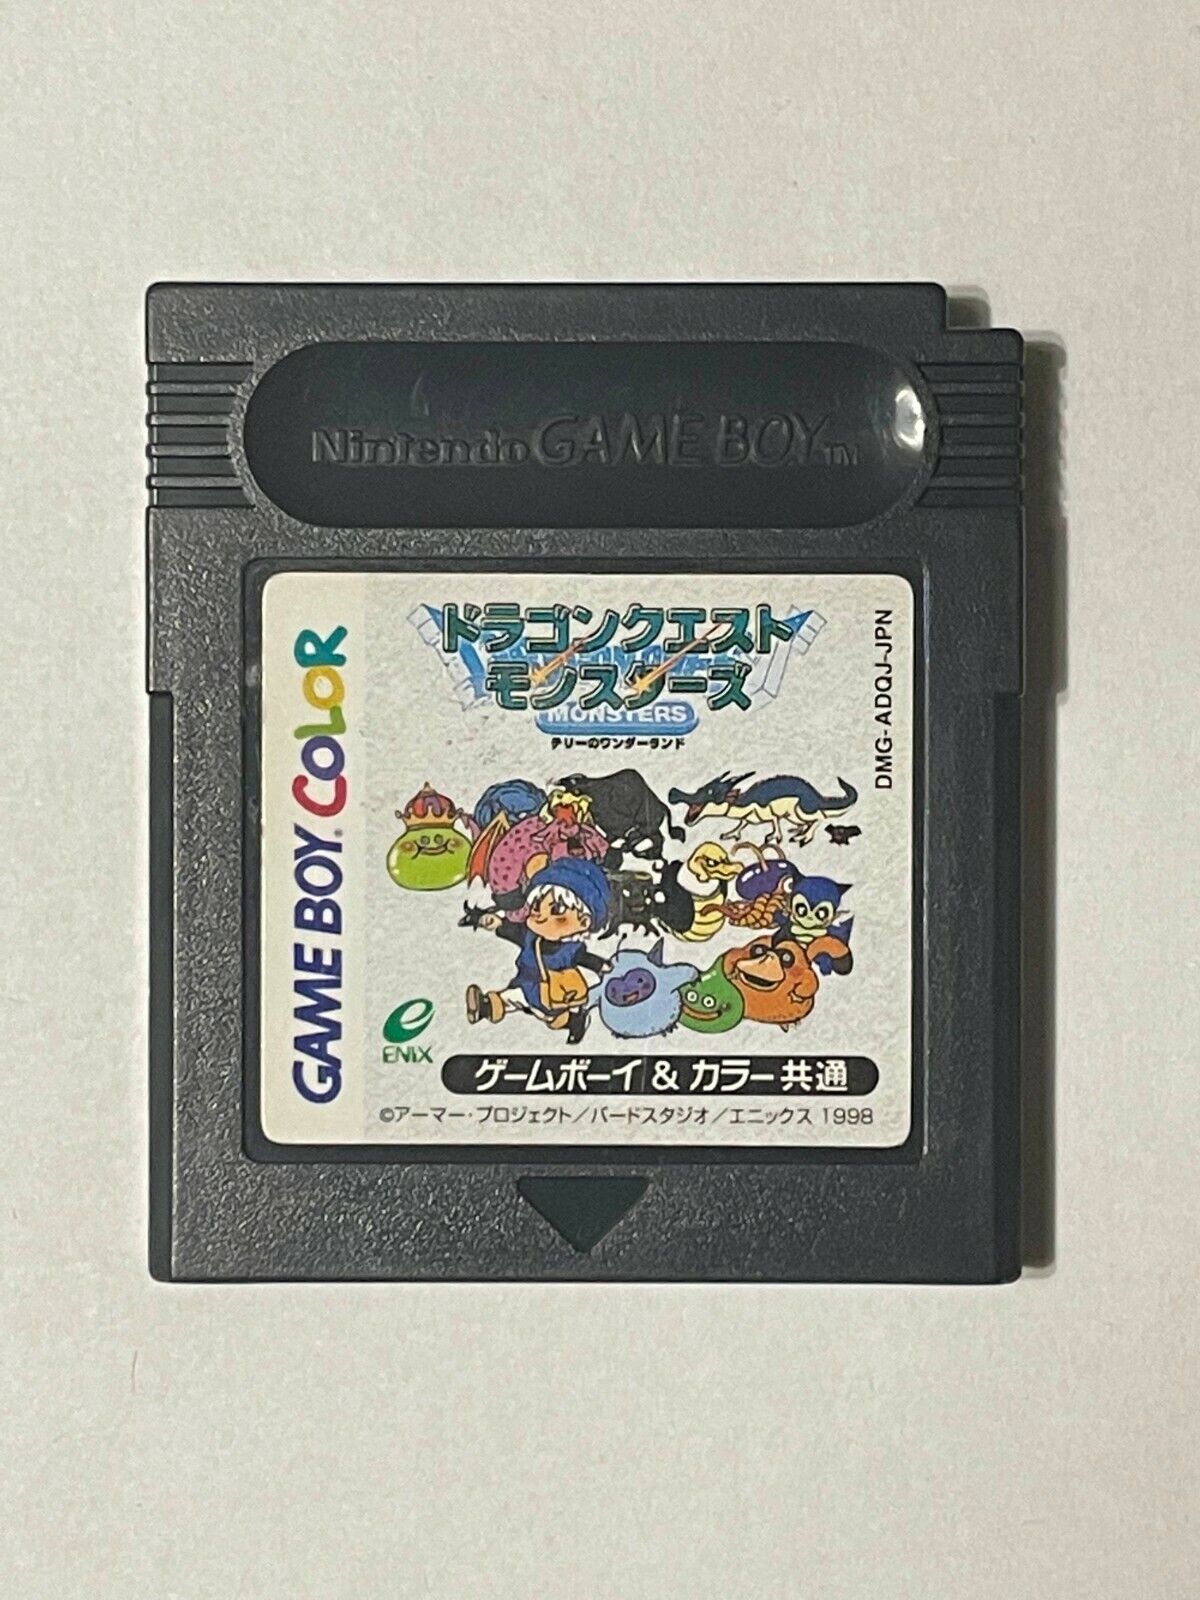 Nintendo GAME BOY TM
GAME BOY COLOR
ドラゴンクエスト
モンスターズ
MONSTERS
テリーのワンダーランド
DMG-ADQJ-JPN
ENIX
ゲームボーイ & カラー共通
©アーマー・プロジェクト／バードスタジオ／エニックス 1998